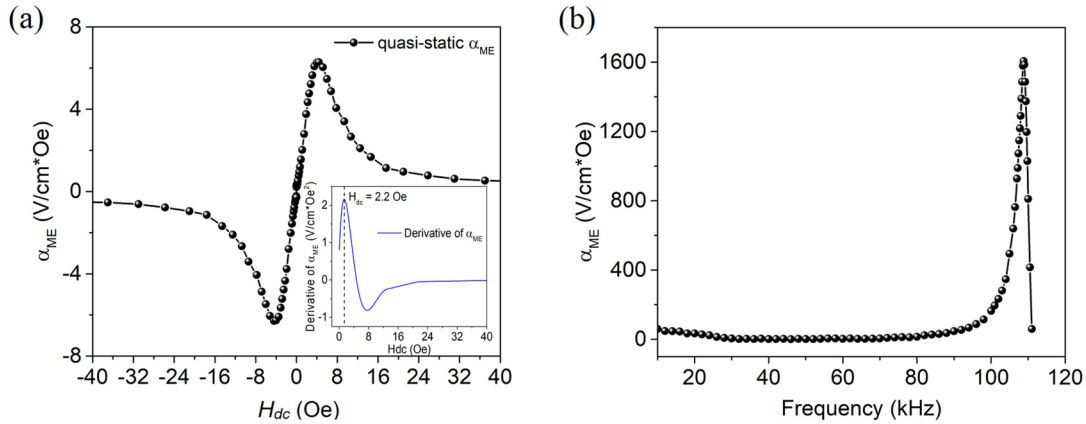 (a)
8
4
0
-4
-8
α_ME (V/cm*Oe)
quasi-static α_ME
-40 -32 -24 -16 -8 0 8 16 24 32 40
H_dc (Oe)
H_dc = 2.2 Oe
Derivative of α_ME
2
1
0
-1
Derivative of α_ME (V/cm*Oe²)
0 8 16 24 32 40
Hdc (Oe)
(b)
1600
1200
800
400
0
α_ME (V/cm*Oe)
20 40 60 80 100 120
Frequency (kHz)